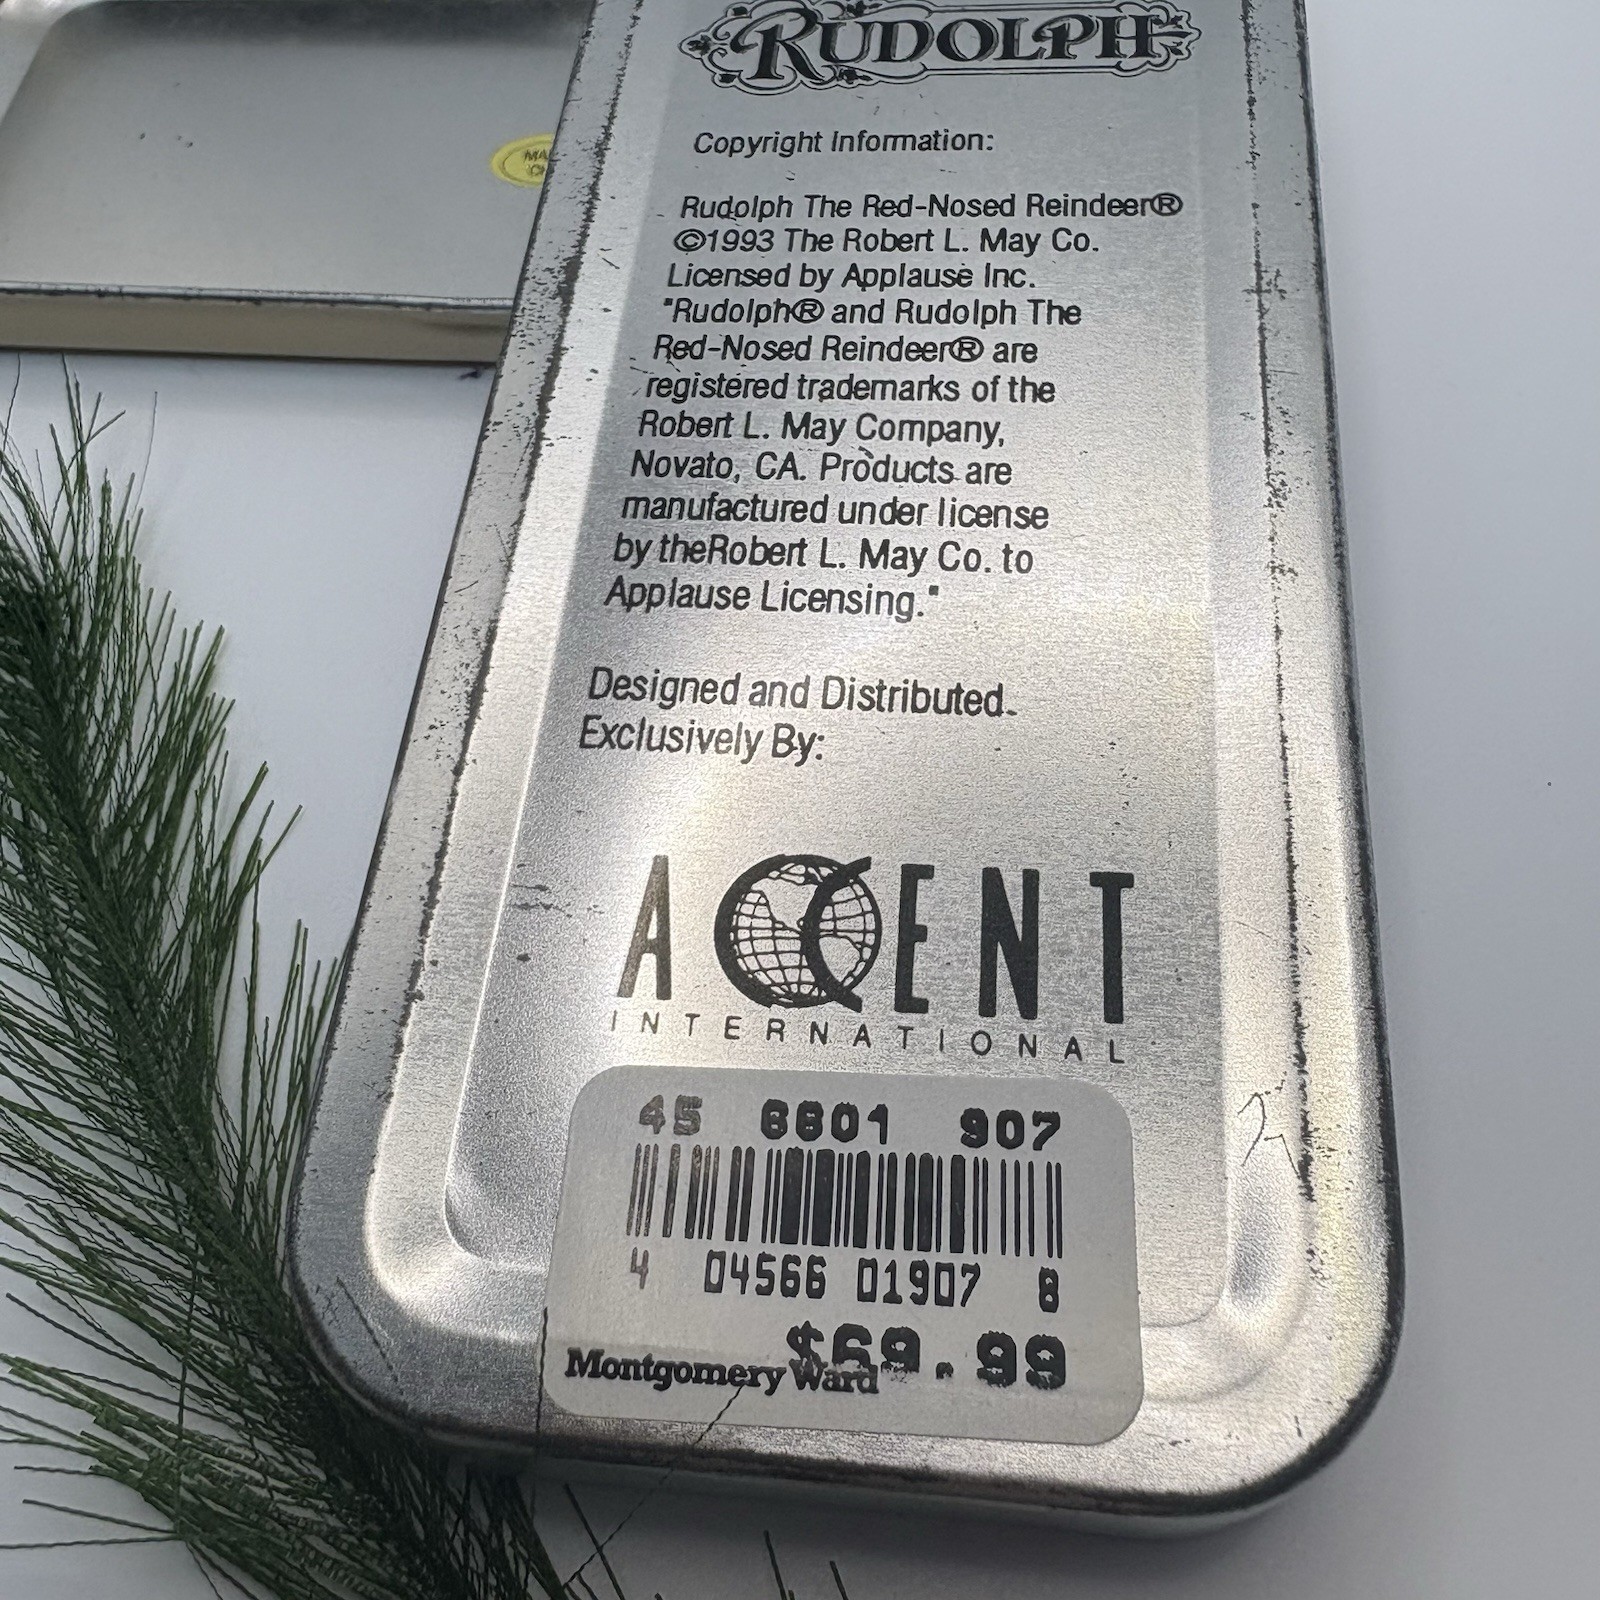 RUDOLPH
Copyright Information:
Rudolph The Red-Nosed Reindeer®
©1993 The Robert L. May Co.
Licensed by Applause Inc.
"Rudolph® and Rudolph The
Red-Nosed Reindeer® are
registered trademarks of the
Robert L. May Company,
Novato, CA. Products are
manufactured under license
by theRobert L. May Co. to
Applause Licensing."
Designed and Distributed
Exclusively By:
ACCENT
INTERNATIONAL
45 6601 907
4 04566 01907 8
$69.99
Montgomery Ward